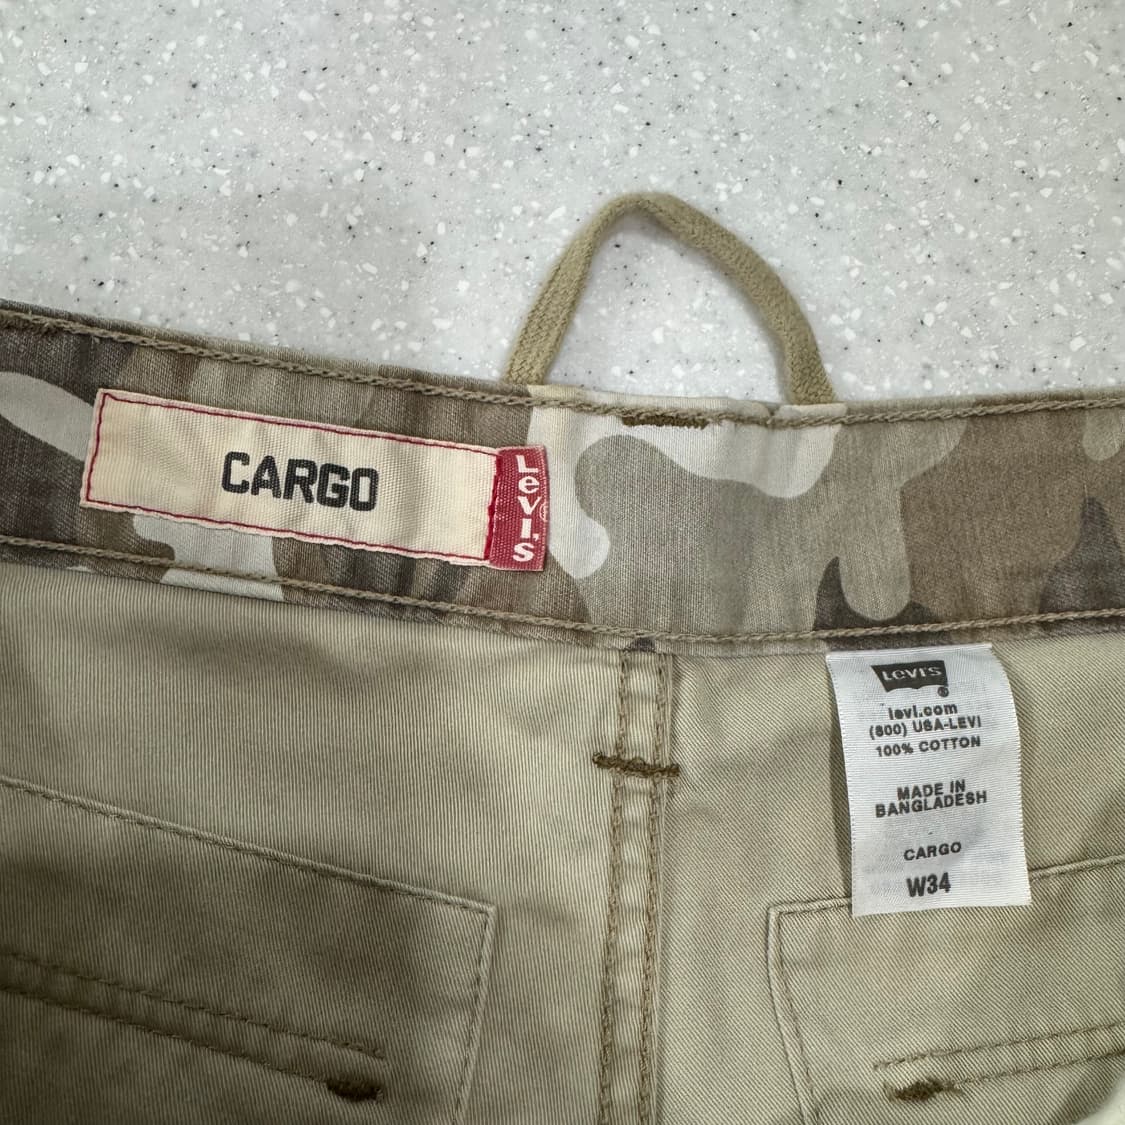 CARGO
Levi's
Levi's
®
levi.com
(800) USA-LEVI
100% COTTON
MADE IN
BANGLADESH
CARGO
W34